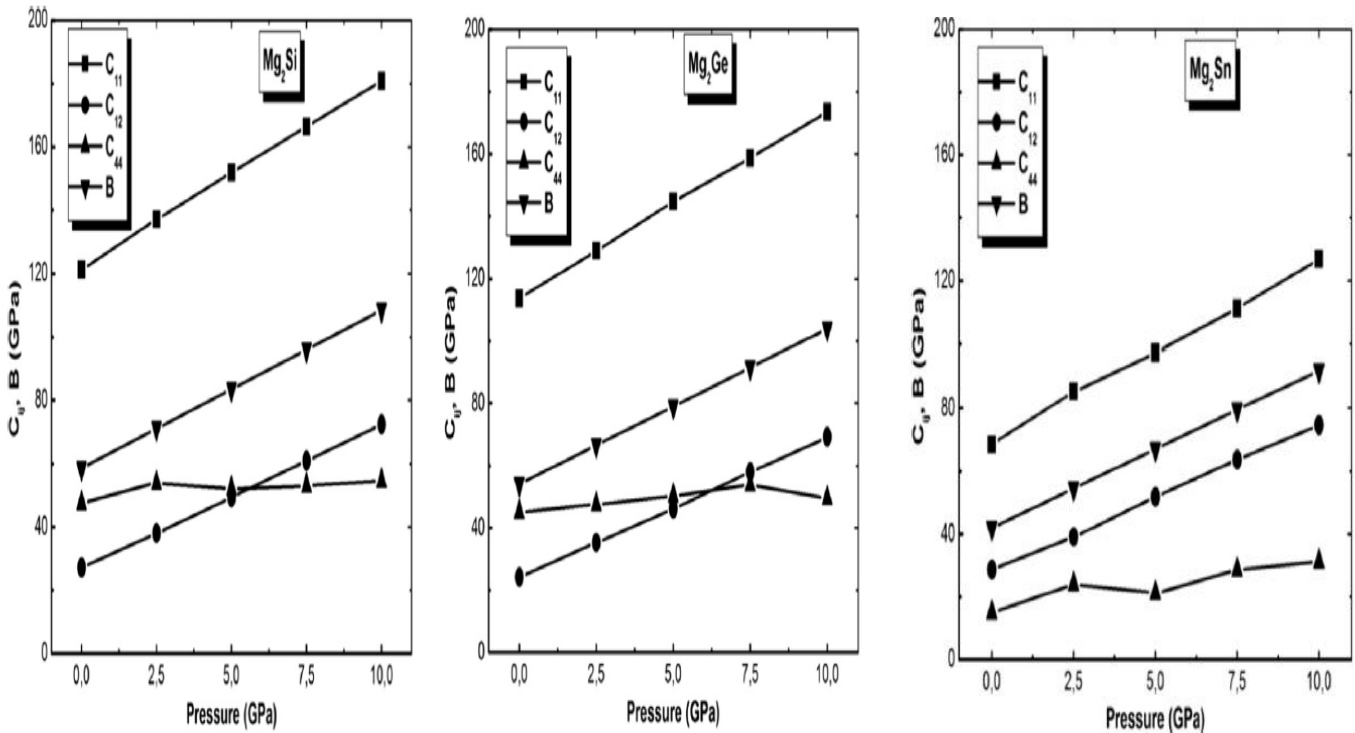 Mg₂Si
C₁₁
C₁₂
C₄₄
B
200
160
120
80
40
0
C_ij, B (GPa)
0,0 2,5 5,0 7,5 10,0
Pressure (GPa)
Mg₂Ge
C₁₁
C₁₂
C₄₄
B
200
160
120
80
40
0
C_ij, B (GPa)
0,0 2,5 5,0 7,5 10,0
Pressure (GPa)
Mg₂Sn
C₁₁
C₁₂
C₄₄
B
200
160
120
80
40
0
C_ij, B (GPa)
0,0 2,5 5,0 7,5 10,0
Pressure (GPa)